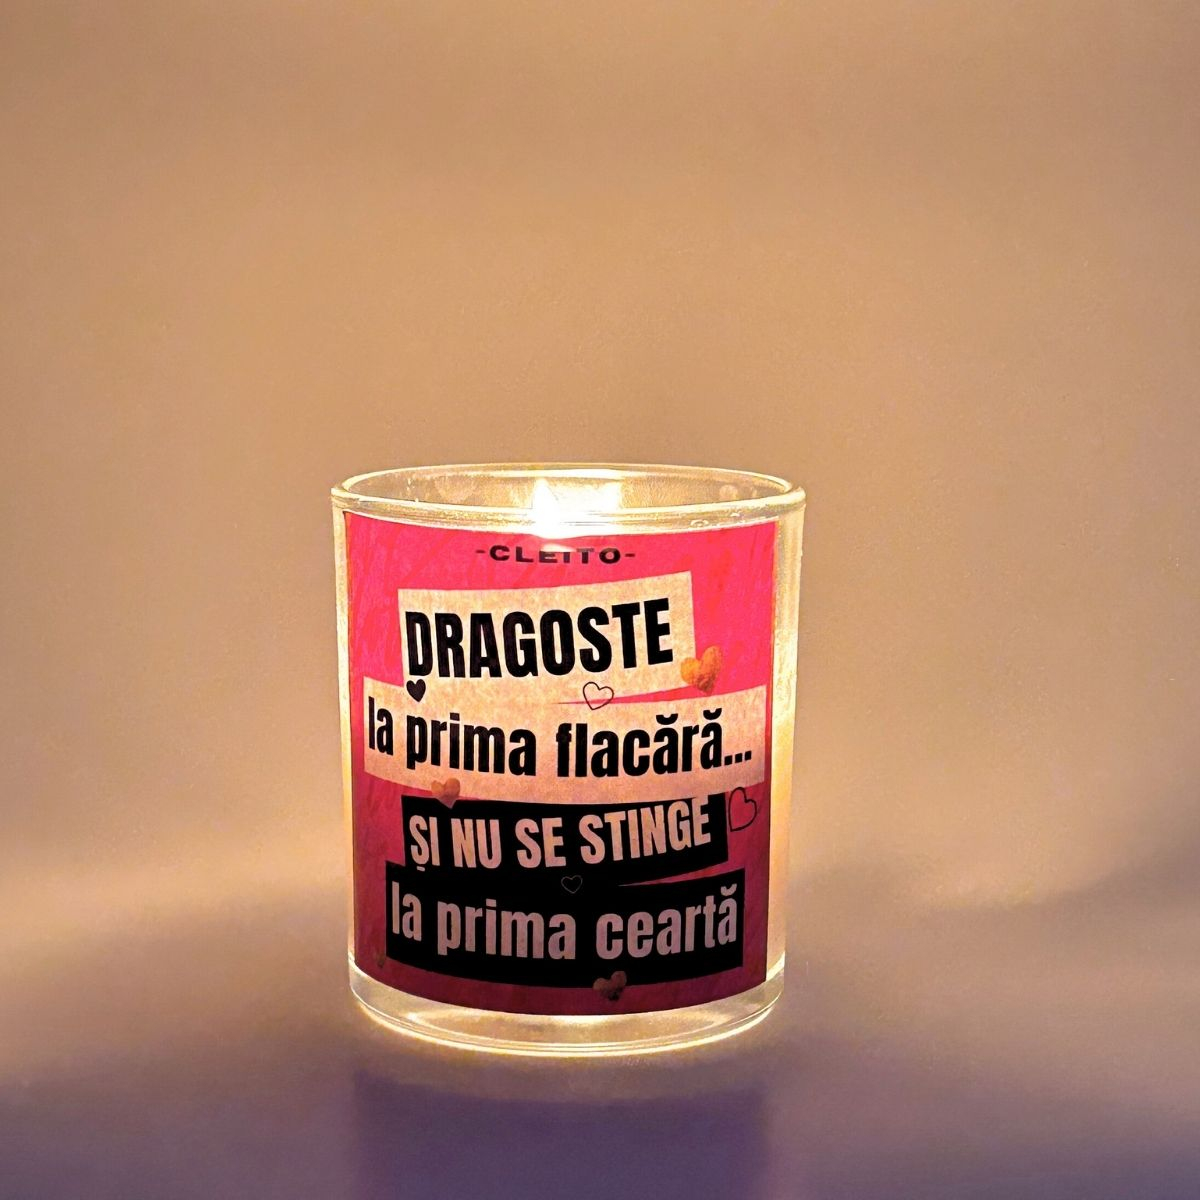 -CLEITO-
DRAGOSTE
la prima flacără...
ȘI NU SE STINGE
la prima ceartă